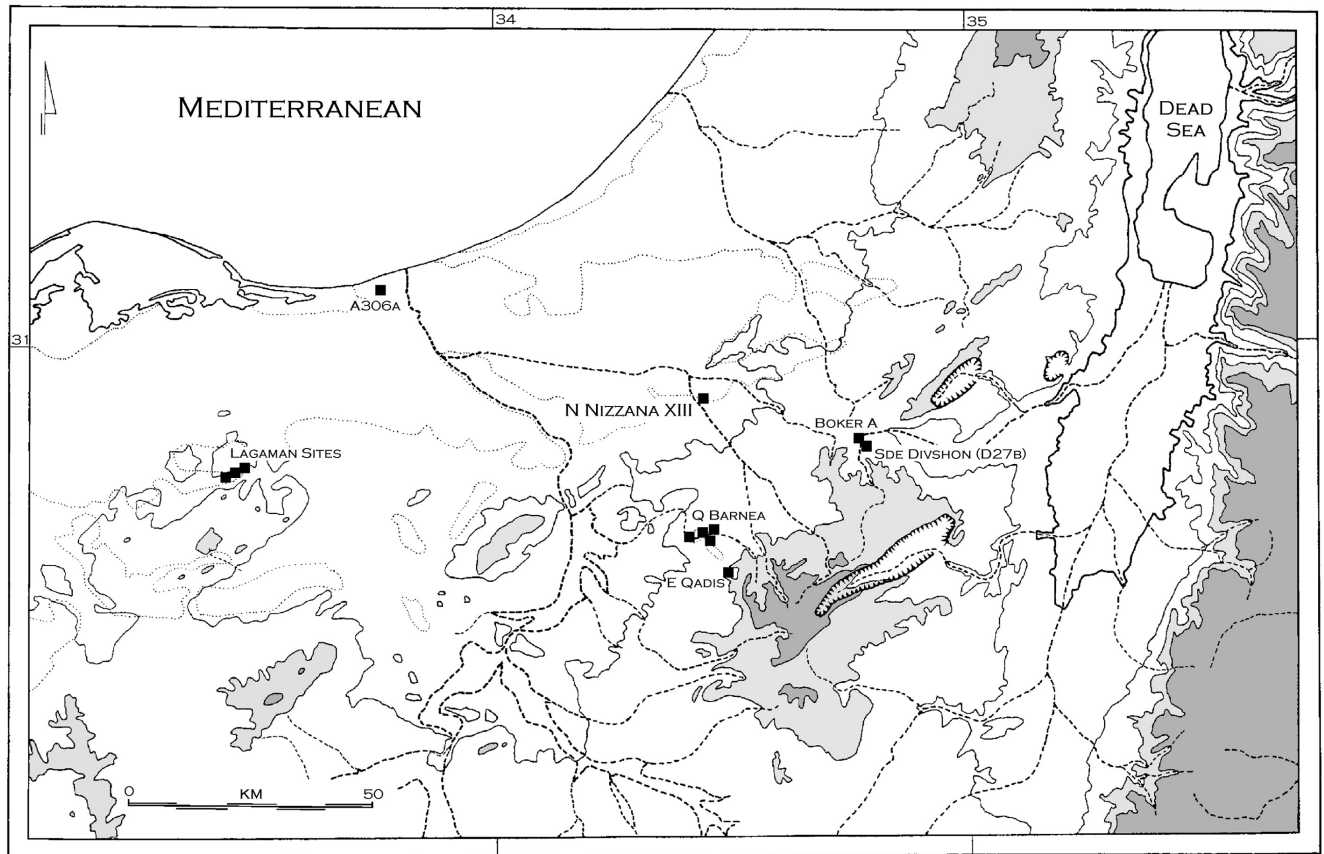 34
35
MEDITERRANEAN
DEAD
SEA
A306A
31
N NIZZANA XIII
BOKER A
LAGAMAN SITES
SDE DIVSHON (D27B)
Q BARNEA
E QADIS
0
KM
50